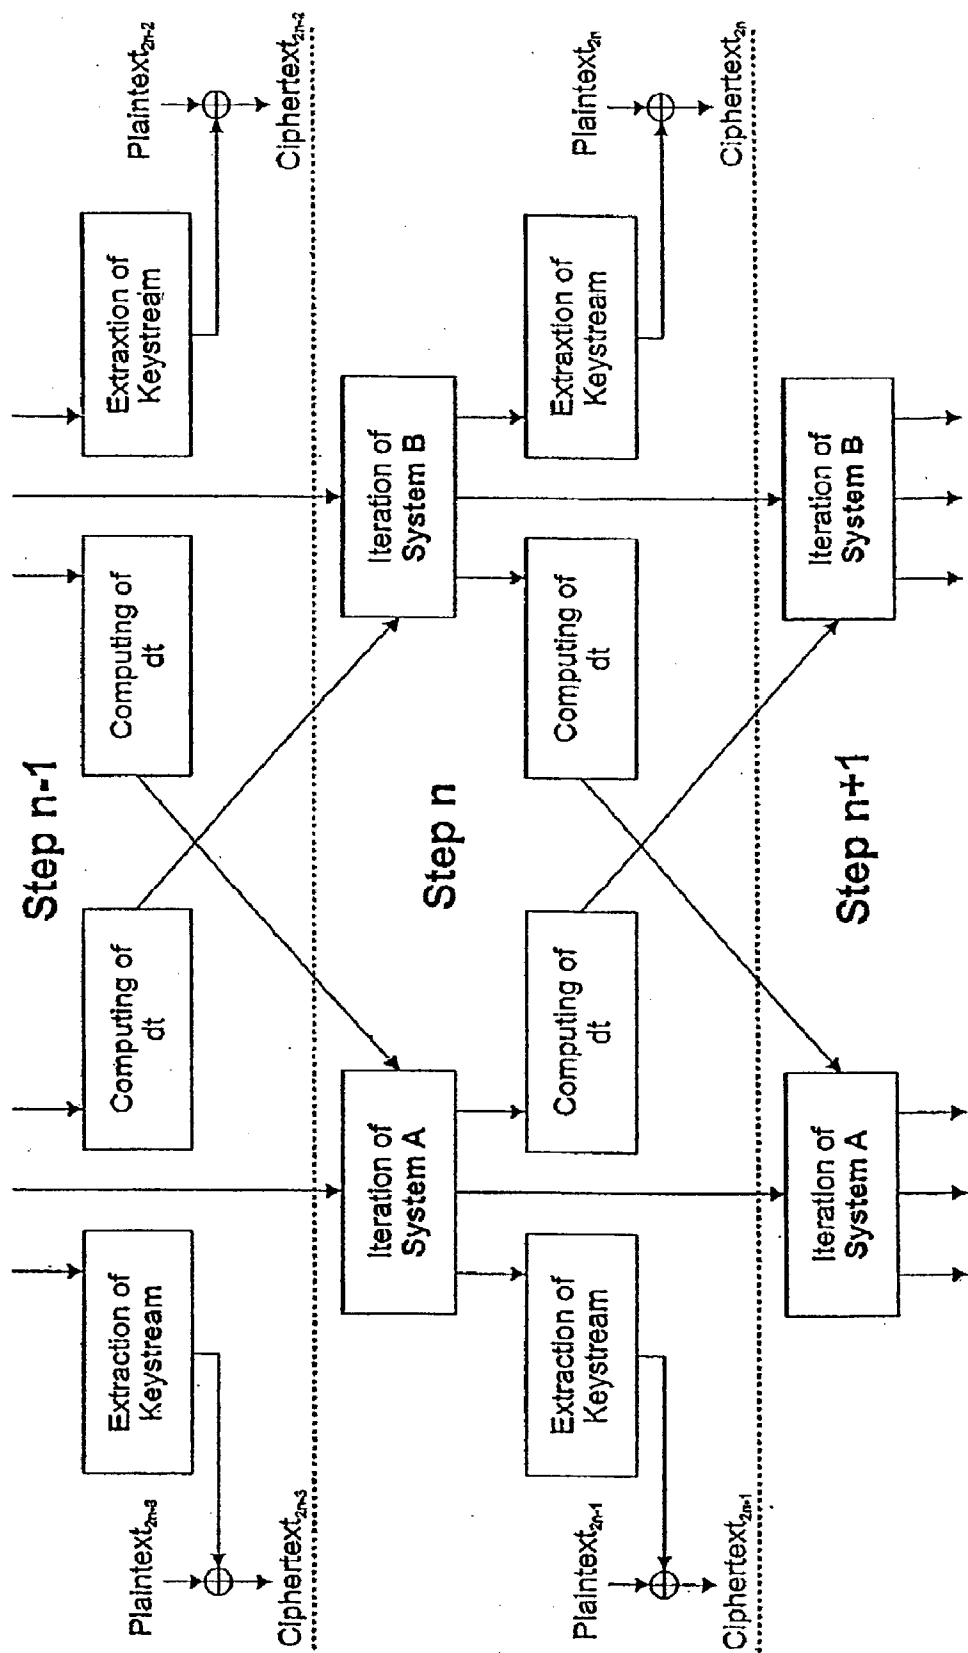 Step n-1
Plaintext2n-3
Extraction of
Keystream
Computing of
dt
Computing of
dt
Extraxtion of
Keystream
Plaintext2n-2
Ciphertext2n-3
Ciphertext2n-2
Iteration of
System A
Step n
Iteration of
System B
Plaintext2n-1
Extraction of
Keystream
Computing of
dt
Computing of
dt
Extraxtion of
Keystream
Plaintext2n
Ciphertext2n-1
Ciphertext2n
Iteration of
System A
Step n+1
Iteration of
System B